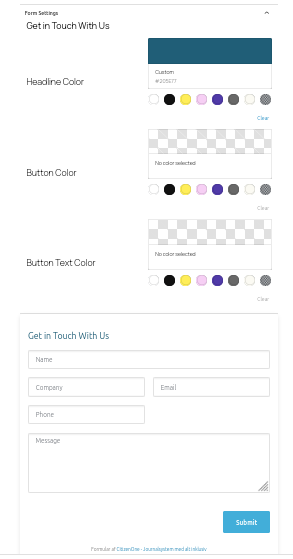 Form Settings
Get in Touch With Us
Headline Color
Custom
#205E77
Clear
Button Color
No color selected
Clear
Button Text Color
No color selected
Clear
Get in Touch With Us
Name
Company
Email
Phone
Message
Submit
Formular af CitizenOne - Journalsystem med alt inklusiv.